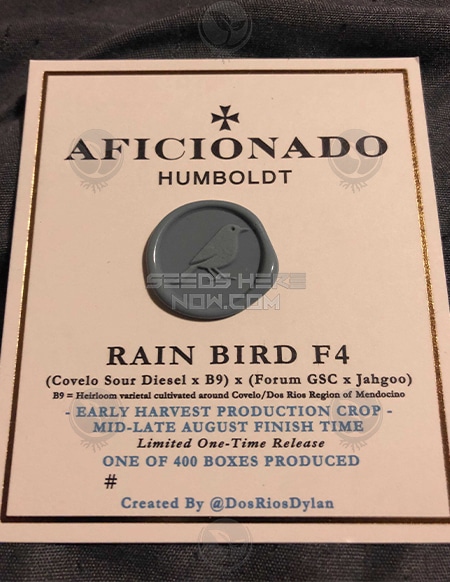 AFICIONADO
HUMBOLDT
SEEDS HERE
NOW.COM
RAIN BIRD F4
(Covelo Sour Diesel x B9) x (Forum GSC x Jahgoo)
B9 = Heirloom varietal cultivated around Covelo/Dos Rios Region of Mendocino
- EARLY HARVEST PRODUCTION CROP -
MID-LATE AUGUST FINISH TIME
Limited One-Time Release
ONE OF 400 BOXES PRODUCED
#
Created By @DosRiosDylan